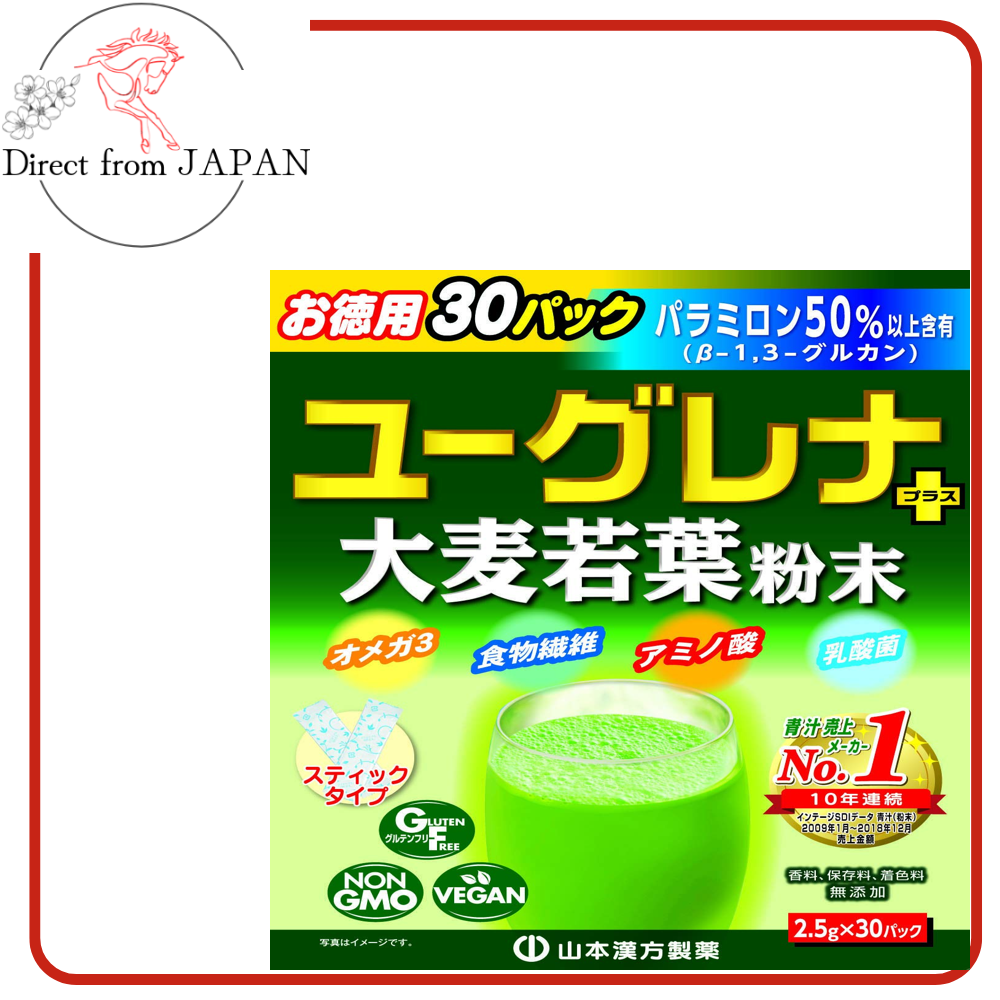 Direct from JAPAN
お徳用 30パック
パラミロン50%以上含有
(β-1,3-グルカン)
ユーグレナ
プラス
大麦若葉粉末
オメガ3
食物繊維
アミノ酸
乳酸菌
スティック
タイプ
青汁売上
メーカー
No.1
10年連続
インテージSDIデータ 青汁(粉末)
2009年1月~2018年12月
売上金額
GLUTEN
グルテンフリー
FREE
NON
GMO
VEGAN
香料、保存料、着色料
無添加
2.5g×30パック
写真はイメージです。
山本漢方製薬